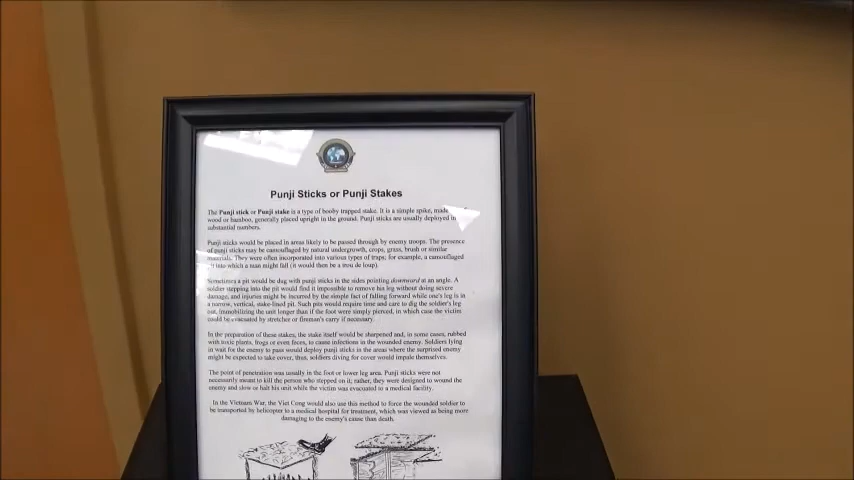 Punji Sticks or Punji Stakes
The Punji stick or Punji stake is a type of booby trapped stake. It is a simple spike, made
wood or bamboo, generally placed upright in the ground. Punji sticks are usually deployed in
substantial numbers.
Punji sticks would be placed in areas likely to be passed through by enemy troops. The presence
of punji sticks may be camouflaged by natural undergrowth, crops, grass, brush or similar
materials. They were often incorporated into various types of traps; for example, a camouflaged
pit into which a man might fall (it would then be a trou de loup).
Sometimes a pit would be dug with punji sticks in the sides pointing downward at an angle. A
soldier stepping into the pit would find it impossible to remove his leg without doing severe
damage, and injuries might be incurred by the simple fact of falling forward while one's leg is in
a narrow, vertical, stake-lined pit. Such pits would require time and care to dig the soldier's leg
out, immobilizing the unit longer than if the foot were simply pierced, in which case the victim
could be evacuated by stretcher or fireman's carry if necessary.
In the preparation of these stakes, the stake itself would be sharpened and, in some cases, rubbed
with toxic plants, frogs or even feces, to cause infections in the wounded enemy. Soldiers lying
in wait for the enemy to pass would deploy punji sticks in the areas where the surprised enemy
might be expected to take cover, thus, soldiers diving for cover would impale themselves.
The point of penetration was usually in the foot or lower leg area. Punji sticks were not
necessarily meant to kill the person who stepped on it; rather, they were designed to wound the
enemy and slow or halt his unit while the victim was evacuated to a medical facility.
In the Vietnam War, the Viet Cong would also use this method to force the wounded soldier to
be transported by helicopter to a medical hospital for treatment, which was viewed as being more
damaging to the enemy's cause than death.